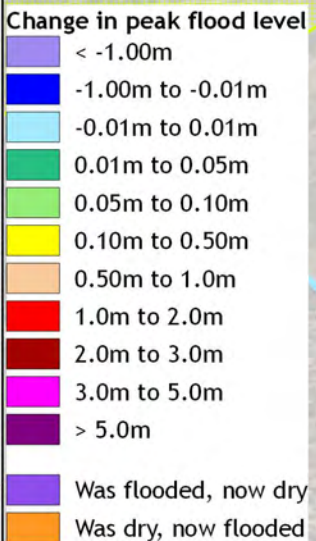 Change in peak flood level
< -1.00m
-1.00m to -0.01m
-0.01m to 0.01m
0.01m to 0.05m
0.05m to 0.10m
0.10m to 0.50m
0.50m to 1.0m
1.0m to 2.0m
2.0m to 3.0m
3.0m to 5.0m
> 5.0m
Was flooded, now dry
Was dry, now flooded